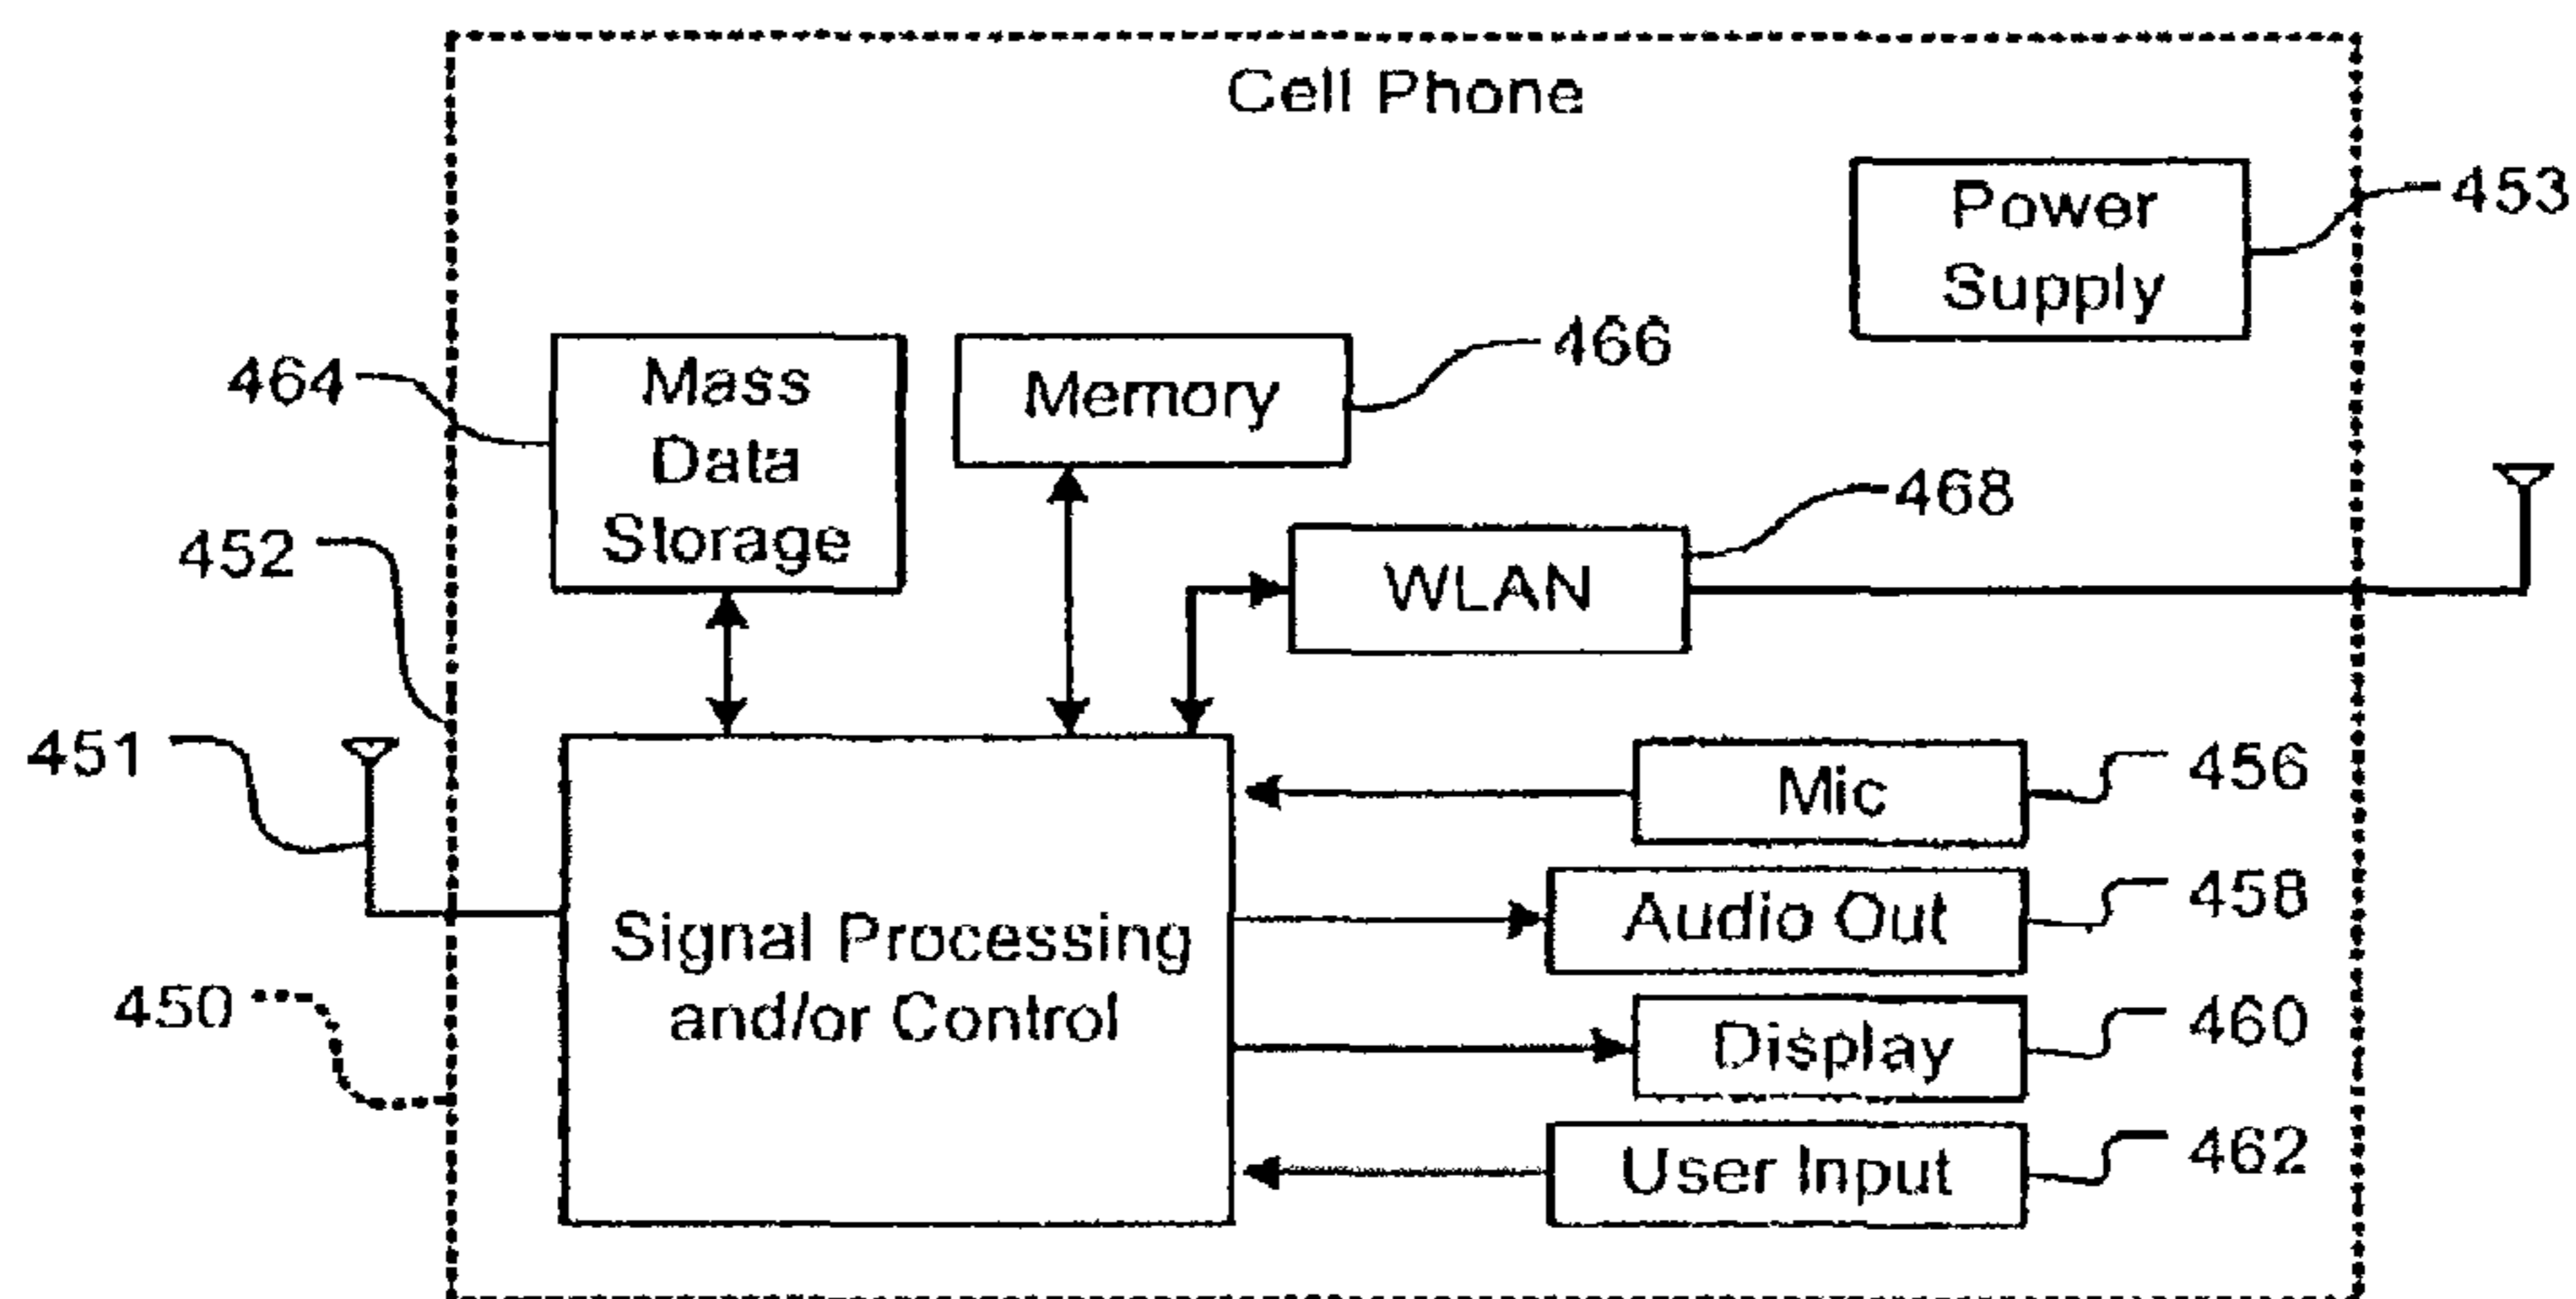 Cell Phone
Power
Supply
453
464
Mass
Data
Storage
Memory
466
452
WLAN
468
451
Mic
456
Signal Processing
and/or Control
Audio Out
458
450
Display
460
User Input
462